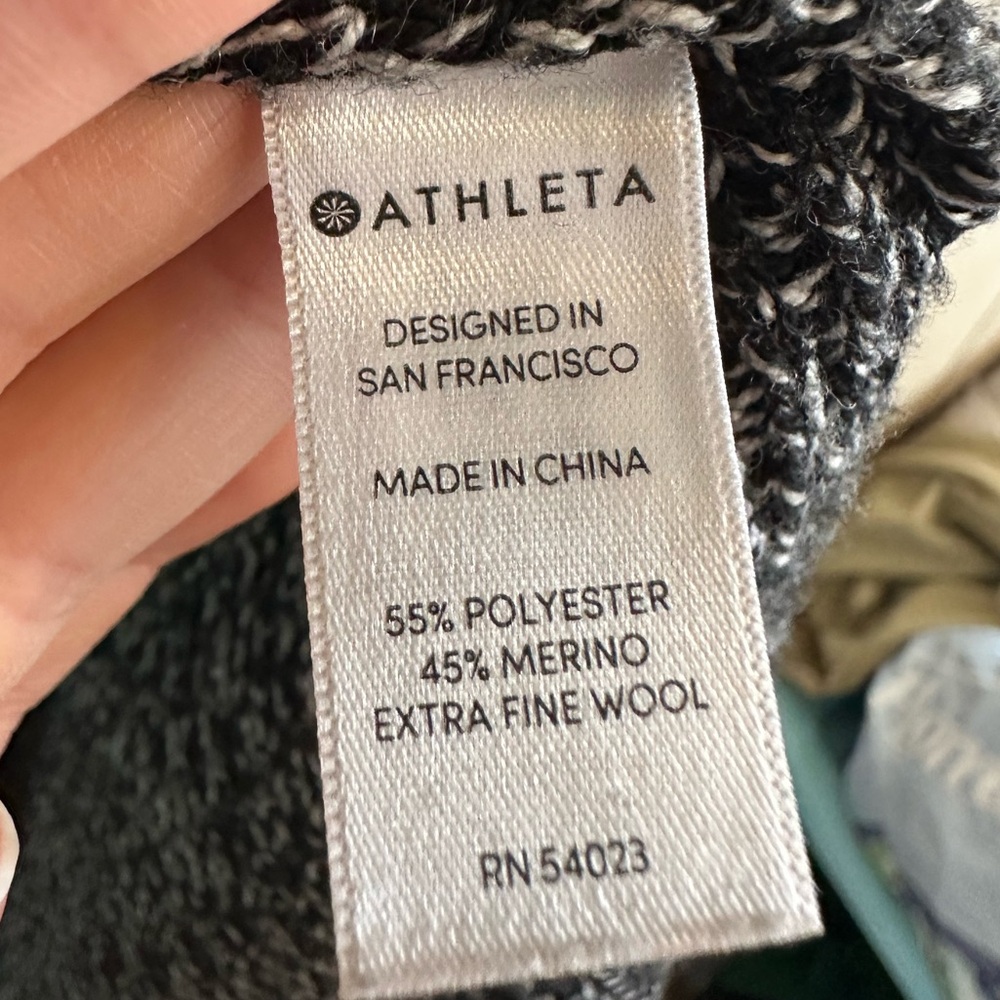 ATHLETA
DESIGNED IN
SAN FRANCISCO
MADE IN CHINA
55% POLYESTER
45% MERINO
EXTRA FINE WOOL
RN 54023